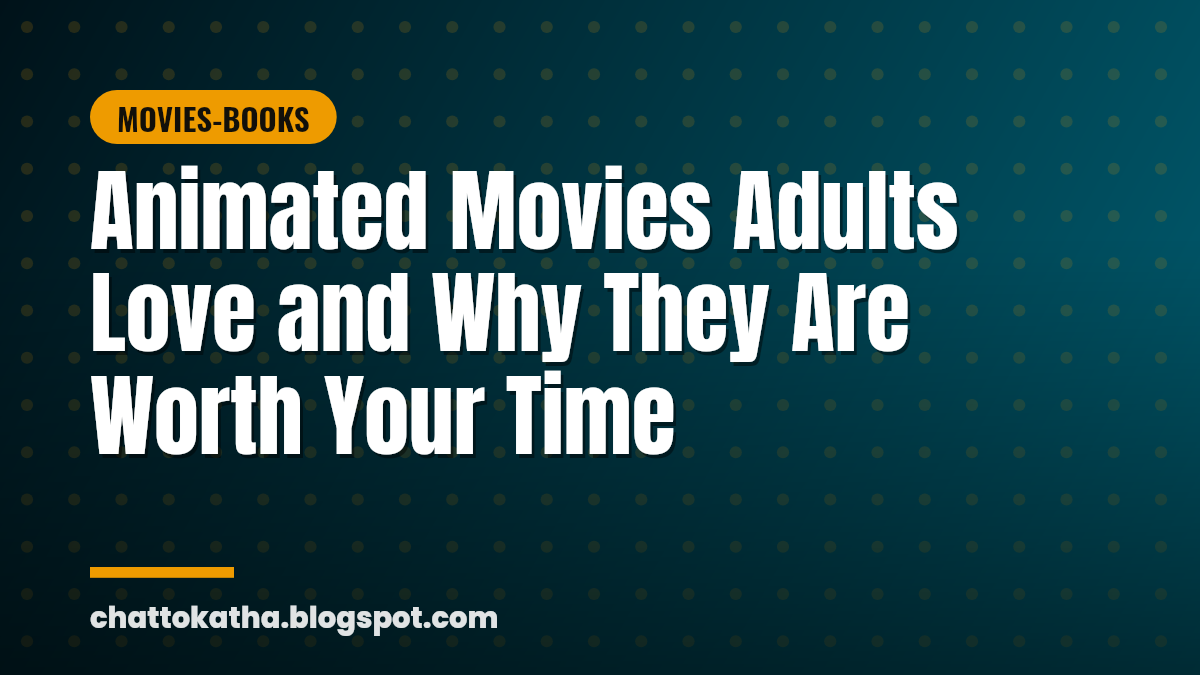 MOVIES-BOOKS
Animated Movies Adults
Love and Why They Are
Worth Your Time
chattokatha.blogspot.com